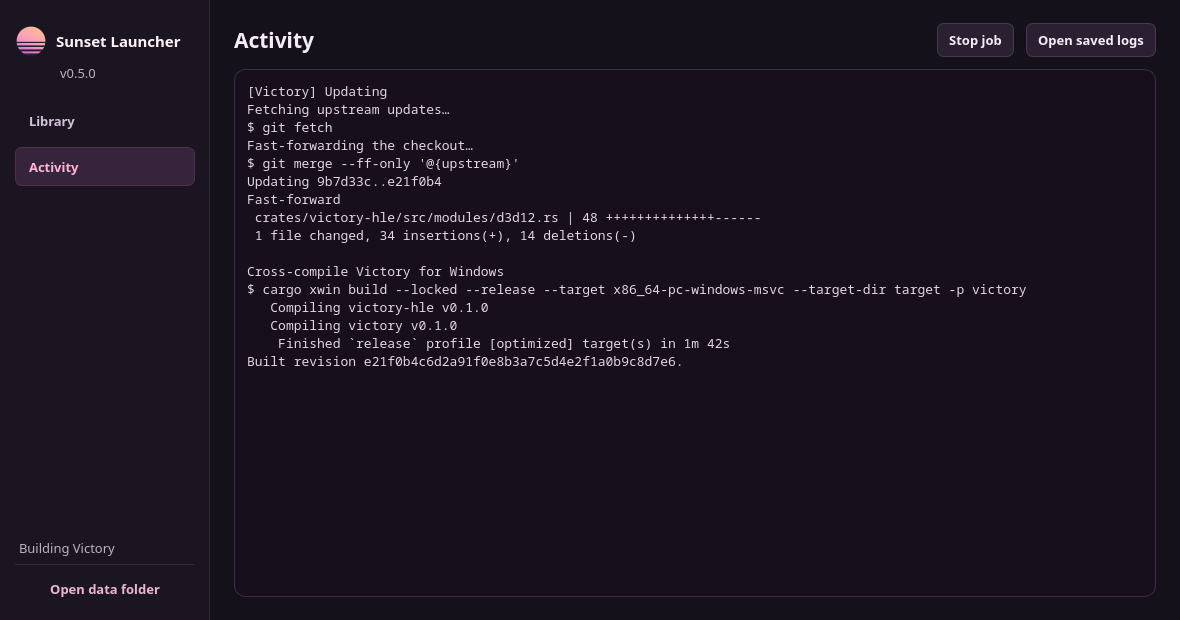 Sunset Launcher
v0.5.0
Library
Activity
Building Victory
Open data folder
Activity
Stop job
Open saved logs
[Victory] Updating
Fetching upstream updates…
$ git fetch
Fast-forwarding the checkout…
$ git merge --ff-only '@{upstream}'
Updating 9b7d33c..e21f0b4
Fast-forward
 crates/victory-hle/src/modules/d3d12.rs | 48 ++++++++++++++------
 1 file changed, 34 insertions(+), 14 deletions(-)
Cross-compile Victory for Windows
$ cargo xwin build --locked --release --target x86_64-pc-windows-msvc --target-dir target -p victory
   Compiling victory-hle v0.1.0
   Compiling victory v0.1.0
    Finished `release` profile [optimized] target(s) in 1m 42s
Built revision e21f0b4c6d2a91f0e8b3a7c5d4e2f1a0b9c8d7e6.